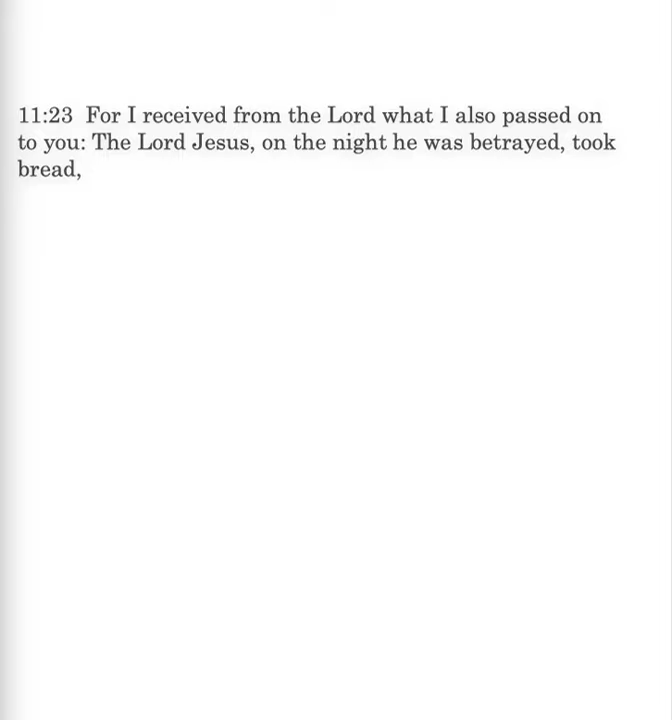 11:23 For I received from the Lord what I also passed on
to you: The Lord Jesus, on the night he was betrayed, took
bread,